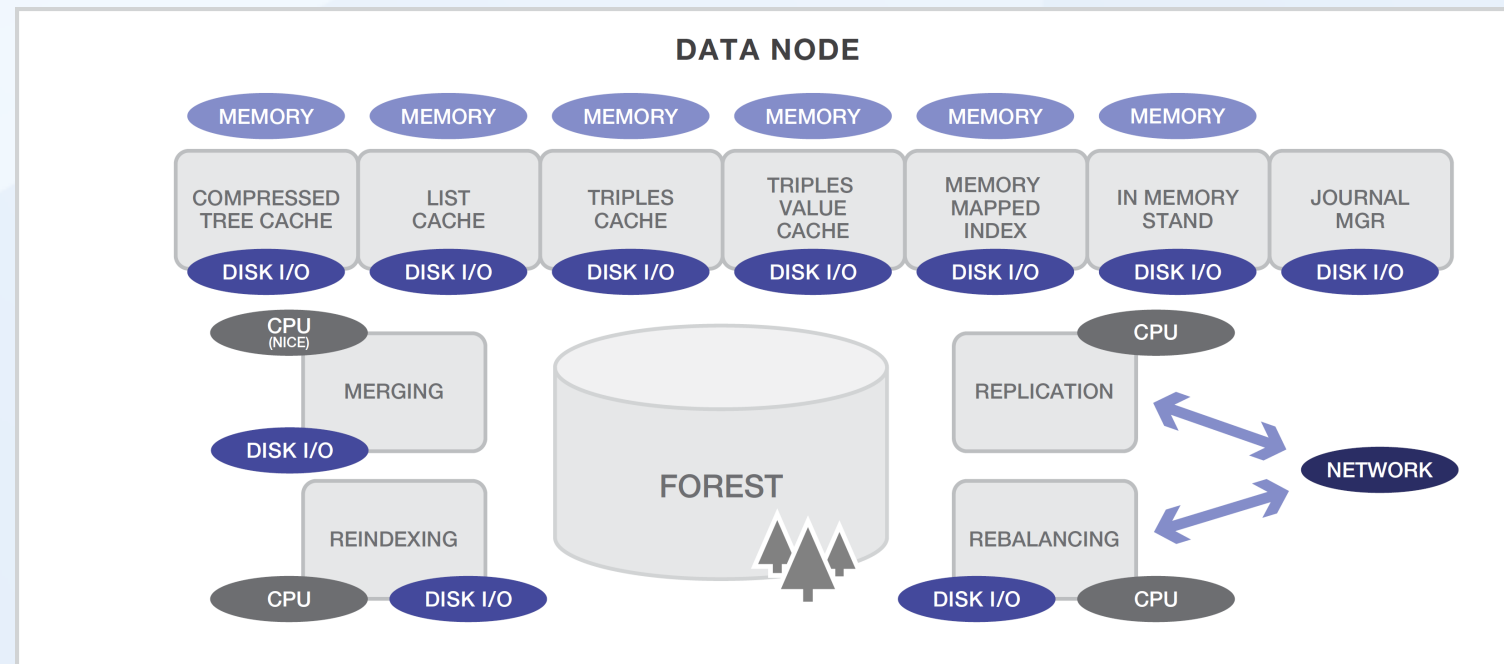 DATA NODE
MEMORY MEMORY MEMORY MEMORY MEMORY MEMORY
COMPRESSED
TREE CACHE
LIST
CACHE
TRIPLES
CACHE
TRIPLES
VALUE
CACHE
MEMORY
MAPPED
INDEX
IN MEMORY
STAND
JOURNAL
MGR
DISK I/O DISK I/O DISK I/O DISK I/O DISK I/O DISK I/O DISK I/O
CPU
(NICE)
MERGING
DISK I/O
REINDEXING
CPU
DISK I/O
FOREST
CPU
REPLICATION
NETWORK
REBALANCING
DISK I/O
CPU